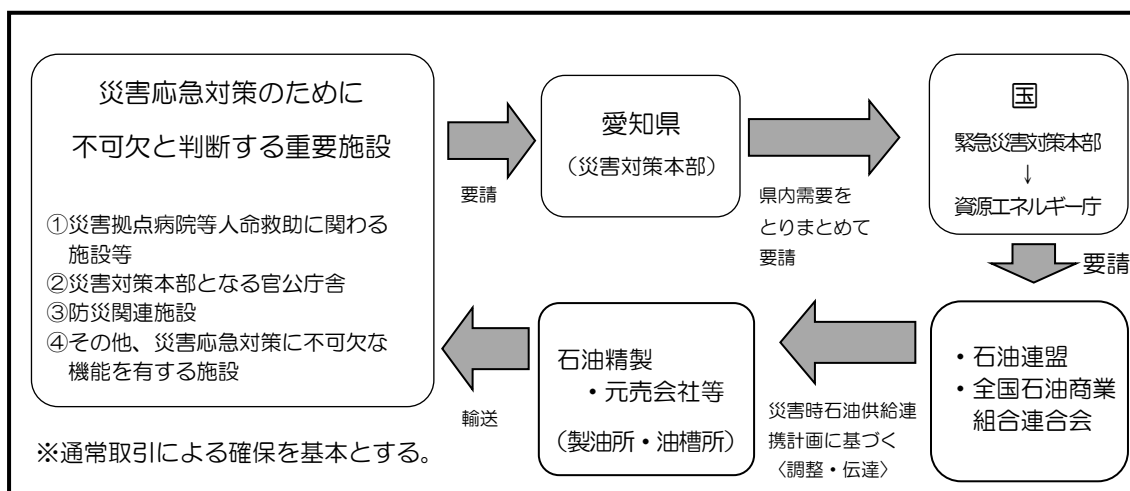 災害応急対策のために
不可欠と判断する重要施設
①災害拠点病院等人命救助に関わる
施設等
②災害対策本部となる官公庁舎
③防災関連施設
④その他、災害応急対策に不可欠な
機能を有する施設
要請
愛知県
（災害対策本部）
県内需要を
とりまとめて
要請
国
緊急災害対策本部
↓
資源エネルギー庁
要請
・石油連盟
・全国石油商業
組合連合会
災害時石油供給連
携計画に基づく
〈調整・伝達〉
石油精製
・元売会社等
（製油所・油槽所）
輸送
※通常取引による確保を基本とする。